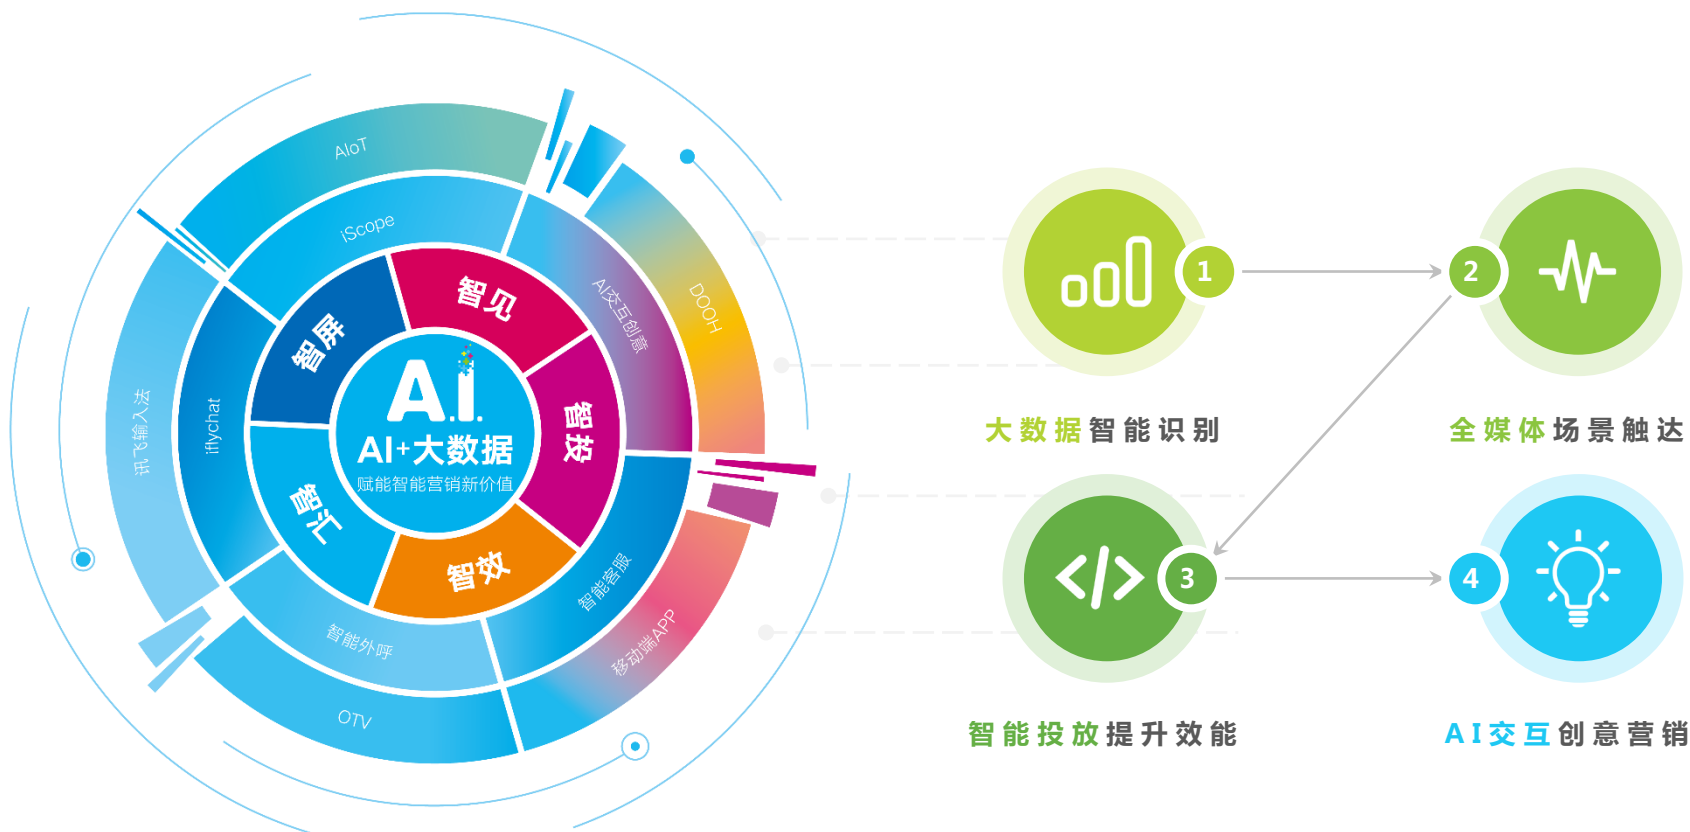 A.I.
AI+大数据
赋能智能营销新价值
智见
智投
智效
智汇
智屏
iScope
AI交互创意
智能客服
智能外呼
iflychat
AIoT
DOOH
移动端APP
OTV
讯飞输入法
1
大数据智能识别
2
全媒体场景触达
3
智能投放提升效能
4
AI交互创意营销